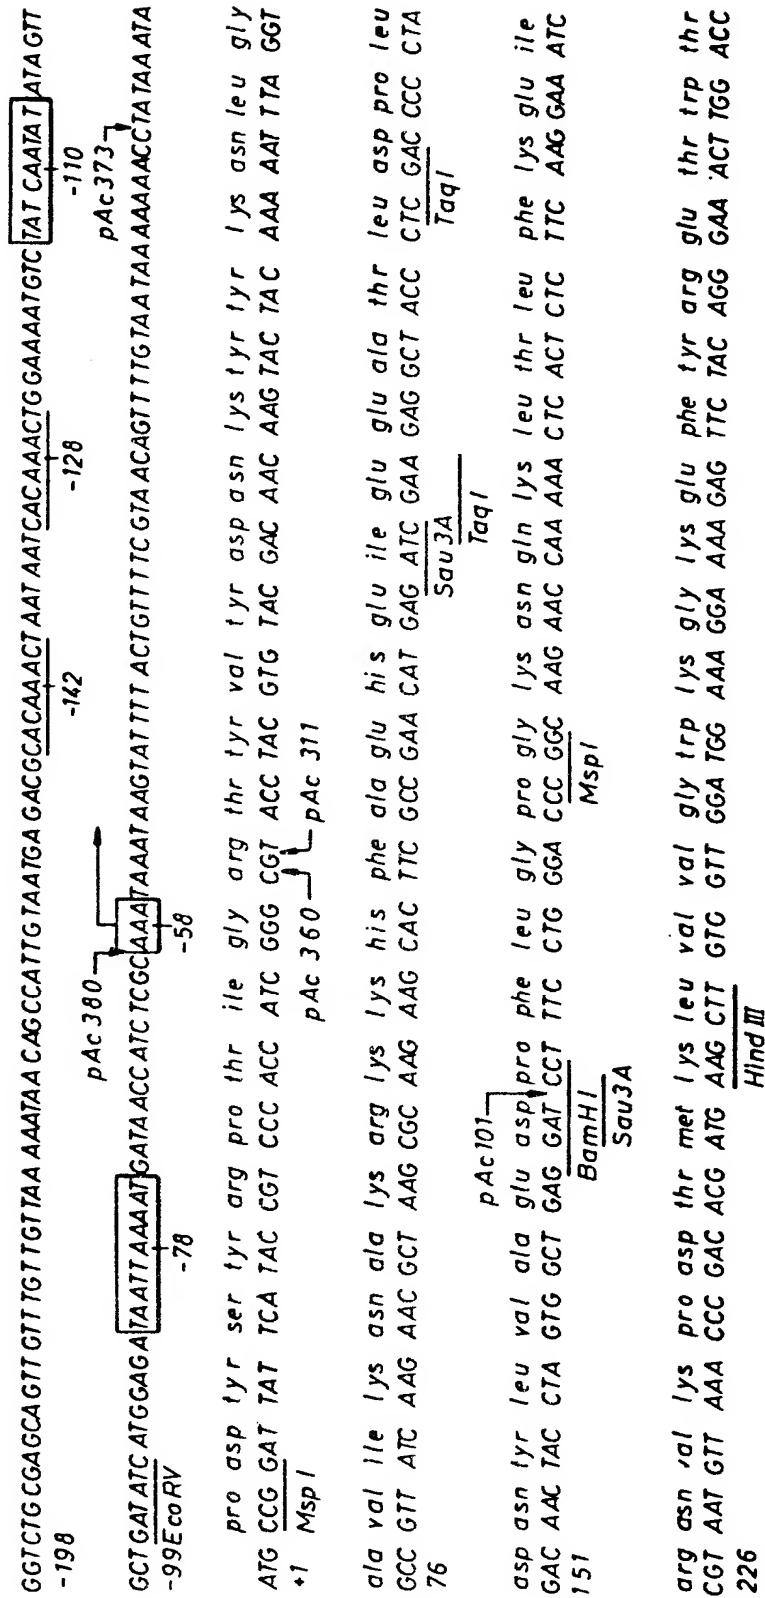 GGTCTGCGAGCAGTTGTTTGTTGTTAAAAATAACAGCCATTGTAATGAGACGCACAAACTAATAATCACAAACTGGAAAATGTCTATCAATATATAGTT
-198 -142 -128 -110
pAc380 pAc373
GCTGATATCATGGAGATAATTAAAATGATAACCATCTCGCAAATAAATAAGTATTTTACTGTTTTCGTAACAGTTTTGTAATAAAAAAACCTATAAATA
-99EcoRV -78 -58
pro asp tyr ser tyr arg pro thr ile gly arg thr tyr val tyr asp asn lys tyr tyr lys asn leu gly
ATG CCG GAT TAT TCA TAC CGT CCC ACC ATC GGG CGT ACC TAC GTG TAC GAC AAC AAG TAC TAC AAA AAT TTA GGT
+1 MspI pAc 360 pAc 311
ala val ile lys asn ala lys arg lys lys his phe ala glu his glu ile glu glu ala thr leu asp pro leu
GCC GTT ATC AAG AAC GCT AAG CGC AAG AAG CAC TTC GCC GAA CAT GAG ATC GAA GAG GCT ACC CTC GAC CCC CTA
76 Sau3A TaqI
TaqI
pAc101
asp asn tyr leu val ala glu asp pro phe leu gly pro gly lys asn gln lys leu thr leu phe lys glu ile
GAC AAC TAC CTA GTG GCT GAG GAT CCT TTC CTG GGA CCC GGC AAG AAC CAA AAA CTC ACT CTC TTC AAG GAA ATC
151 BamHI MspI
Sau3A
arg asn val lys pro asp thr met lys leu val val gly trp lys gly lys glu phe tyr arg glu thr trp thr
CGT AAT GTT AAA CCC GAC ACG ATG AAG CTT GTC GTT GGA TGG AAA GGA AAA GAG TTC TAC AGG GAA ACT TGG ACC
226 Hind III